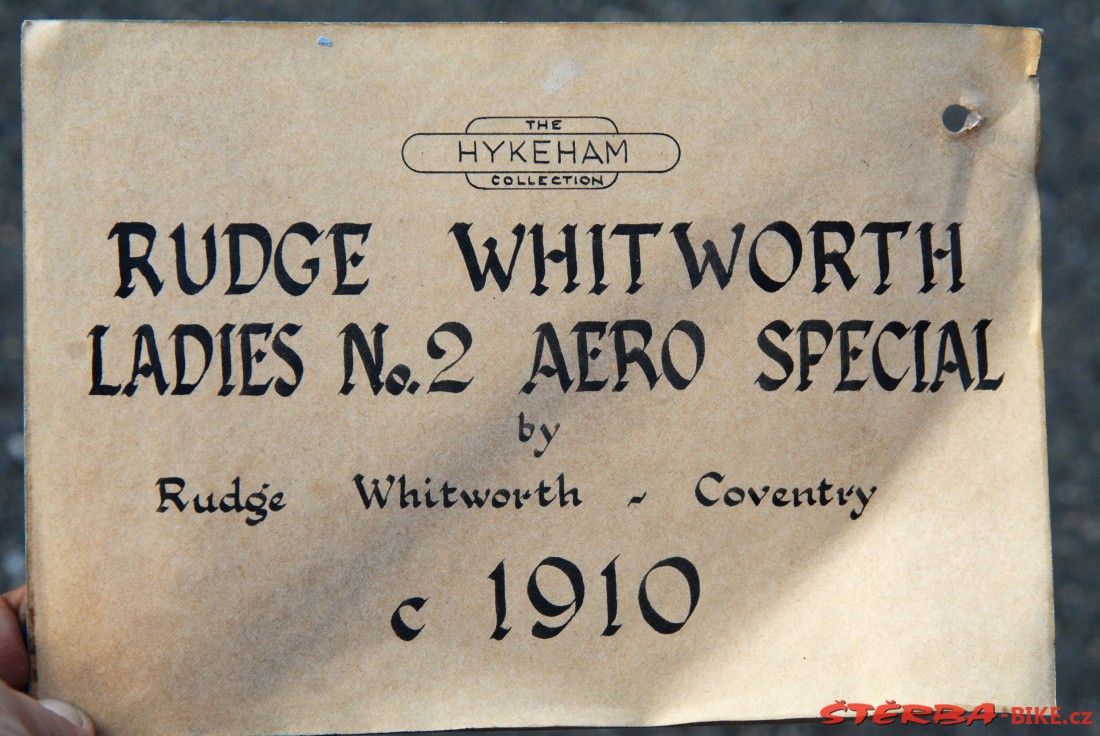 THE
HYKEHAM
COLLECTION
RUDGE WHITWORTH
LADIES No.2 AERO SPECIAL
by
Rudge Whitworth - Coventry
c 1910
ŠTĚRBA-BIKE.cz